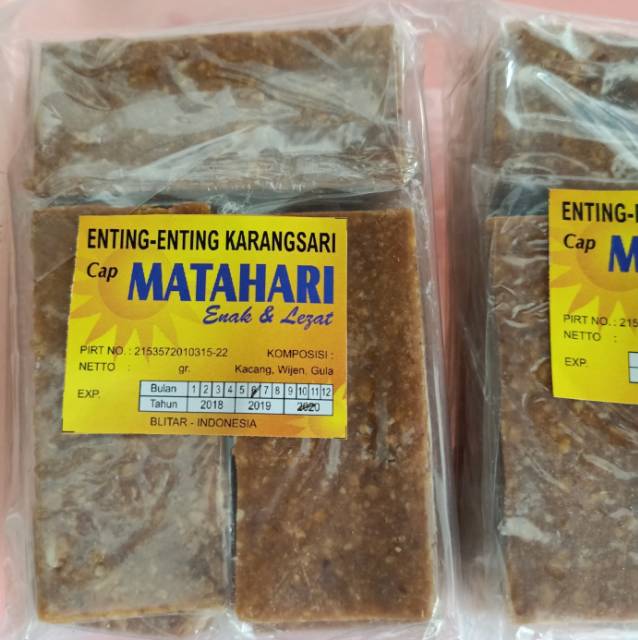 ENTING-ENTING KARANGSARI
Cap MATAHARI
Enak & Lezat
PIRT NO. : 2153572010315-22 KOMPOSISI :
NETTO : gr. Kacang, Wijen, Gula
EXP. Bulan 1 2 3 4 5 6 7 8 9 10 11 12
Tahun 2018 2019 2020
BLITAR - INDONESIA
ENTING-
Cap M
PIRT NO. : 215
NETTO :
EXP.